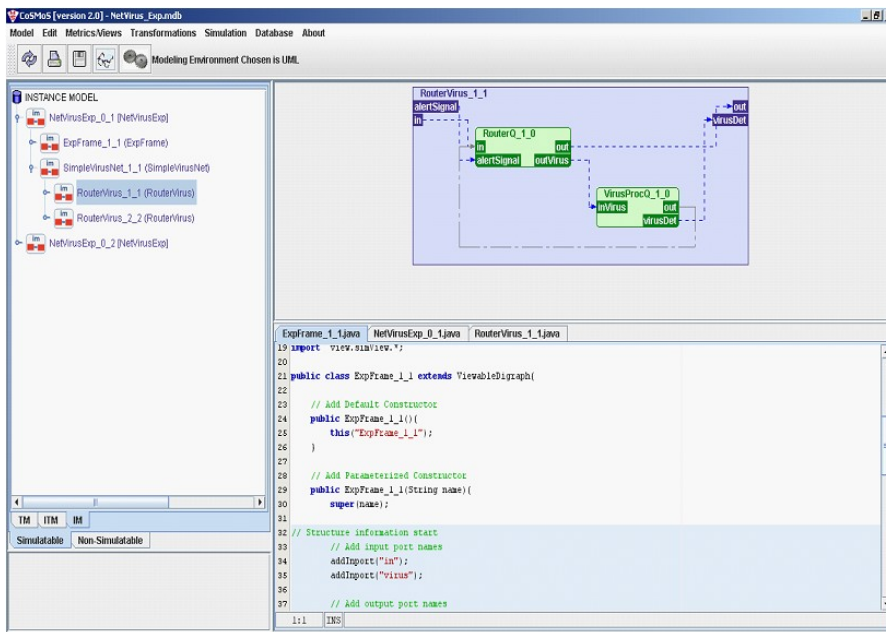 CoSMoS [version 2.0] - NetVirus_Exp.mdb
Model Edit Metrics/Views Transformations Simulation Database About
Modeling Environment Chosen is UML
INSTANCE MODEL
im NetVirusExp_0_1 [NetVirusExp]
im ExpFrame_1_1 (ExpFrame)
im SimpleVirusNet_1_1 (SimpleVirusNet)
im RouterVirus_1_1 (RouterVirus)
im RouterVirus_2_2 (RouterVirus)
im NetVirusExp_0_2 [NetVirusExp]
TM ITM IM
Simulatable Non-Simulatable
RouterVirus_1_1
alertSignal out
in virusDet
RouterQ_1_0
in out
alertSignal outVirus
VirusProcQ_1_0
inVirus out
virusDet
ExpFrame_1_1.java NetVirusExp_0_1.java RouterVirus_1_1.java
19 import view.simView.*;
20
21 public class ExpFrame_1_1 extends ViewableDigraph{
22
23 // Add Default Constructor
24 public ExpFrame_1_1(){
25 this("ExpFrame_1_1");
26 }
27
28 // Add Parameterized Constructor
29 public ExpFrame_1_1(String name){
30 super(name);
31
32 // Structure information start
33 // Add input port names
34 addInport("in");
35 addInport("virus");
36
37 // Add output port names
1:1 INS